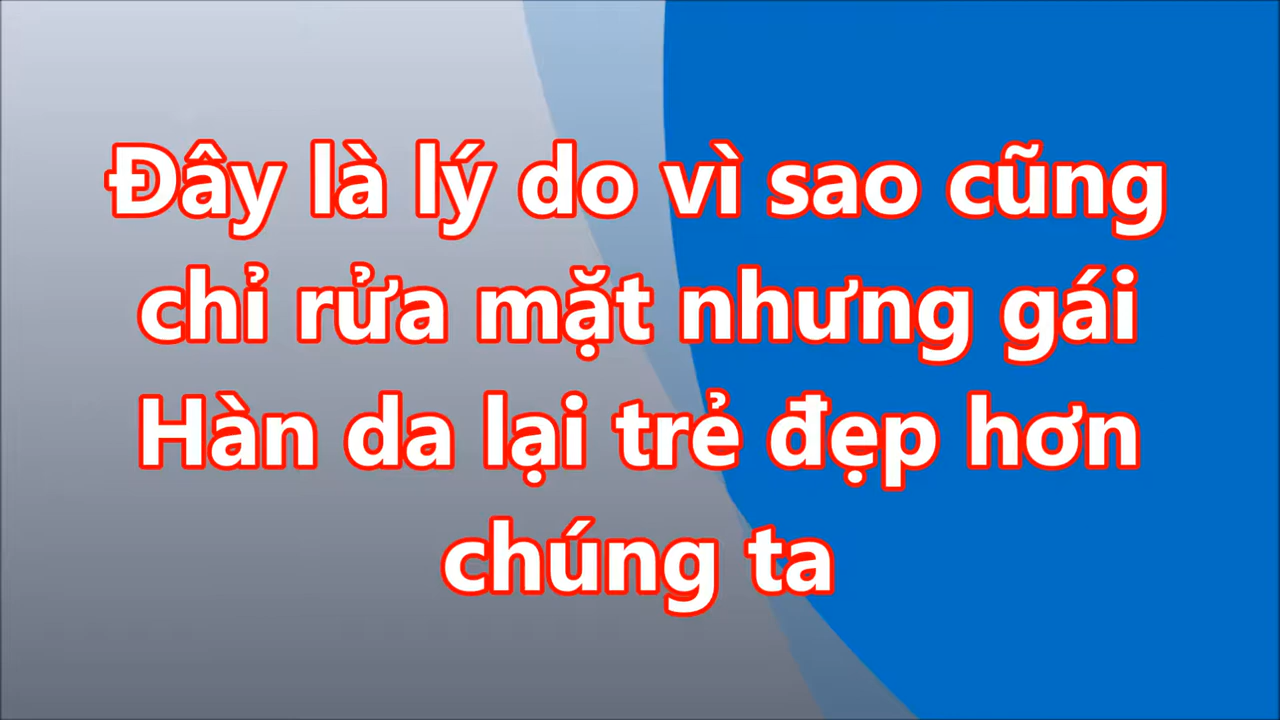 Đây là lý do vì sao cũng
chỉ rửa mặt nhưng gái
Hàn da lại trẻ đẹp hơn
chúng ta